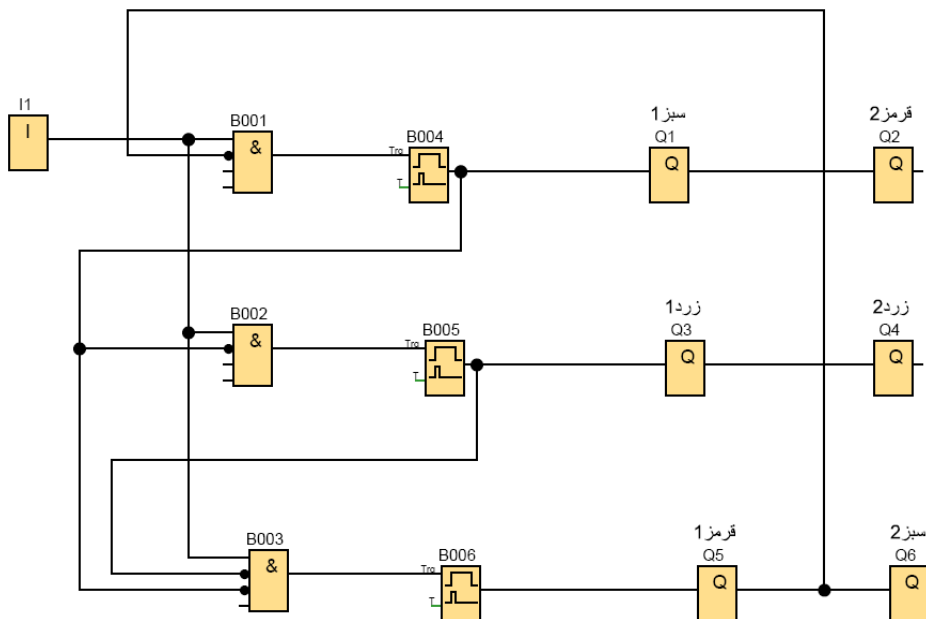 I1
I
B001
&
Trg
T
B004
سبز1
Q1
Q
قرمز2
Q2
Q
B002
&
Trg
T
B005
زرد1
Q3
Q
زرد2
Q4
Q
B003
&
Trg
T
B006
قرمز1
Q5
Q
سبز2
Q6
Q